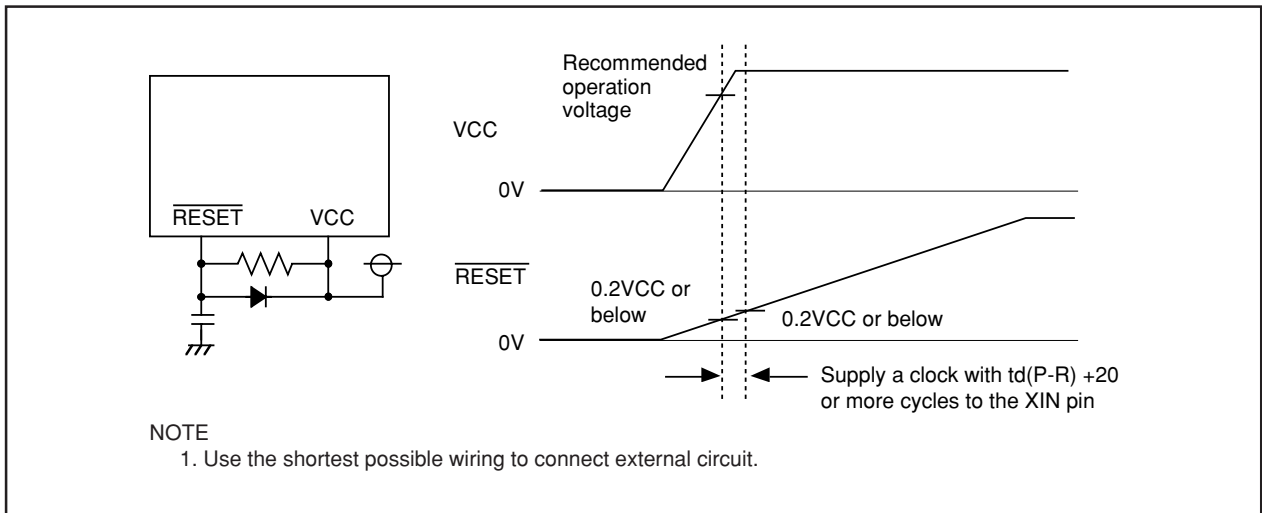 Recommended
operation
voltage
VCC
0V
RESET VCC
RESET
0.2VCC or
below
0.2VCC or below
0V
Supply a clock with td(P-R) +20
or more cycles to the XIN pin
NOTE
1. Use the shortest possible wiring to connect external circuit.